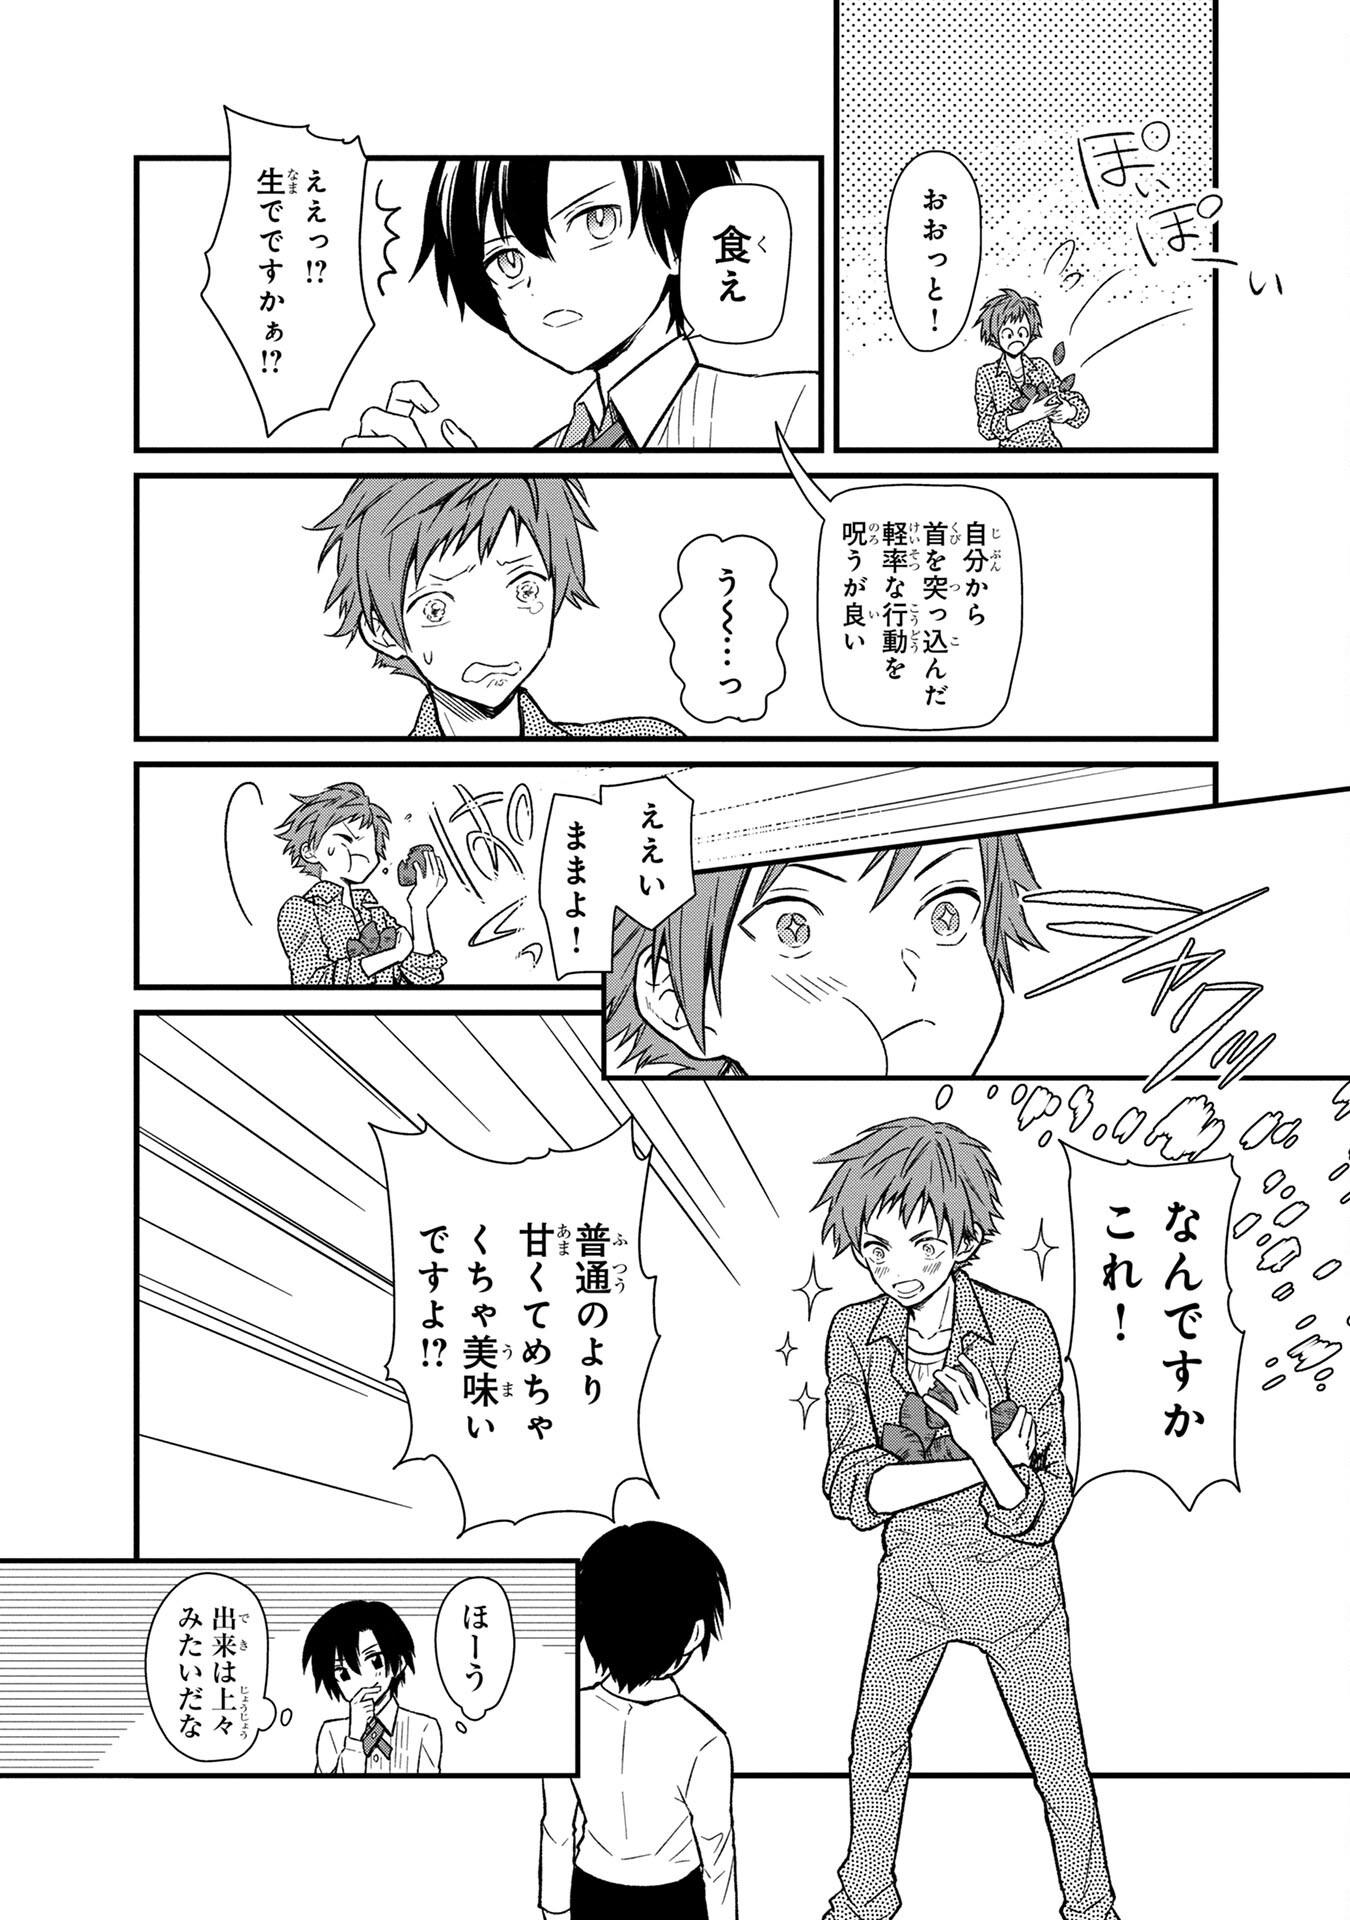 ぽいぽーい
おおっと！
食え
ええっ!?
生でですかぁ!?
自分から
首を突っ込んだ
軽率な行動を
呪うが良い
う〜……っ
ええい
ままよ！
シャクッ
なんですか
これ！
普通のより
甘くてめちゃ
くちゃ美味い
ですよ!?
ほーう
出来は上々
みたいだな